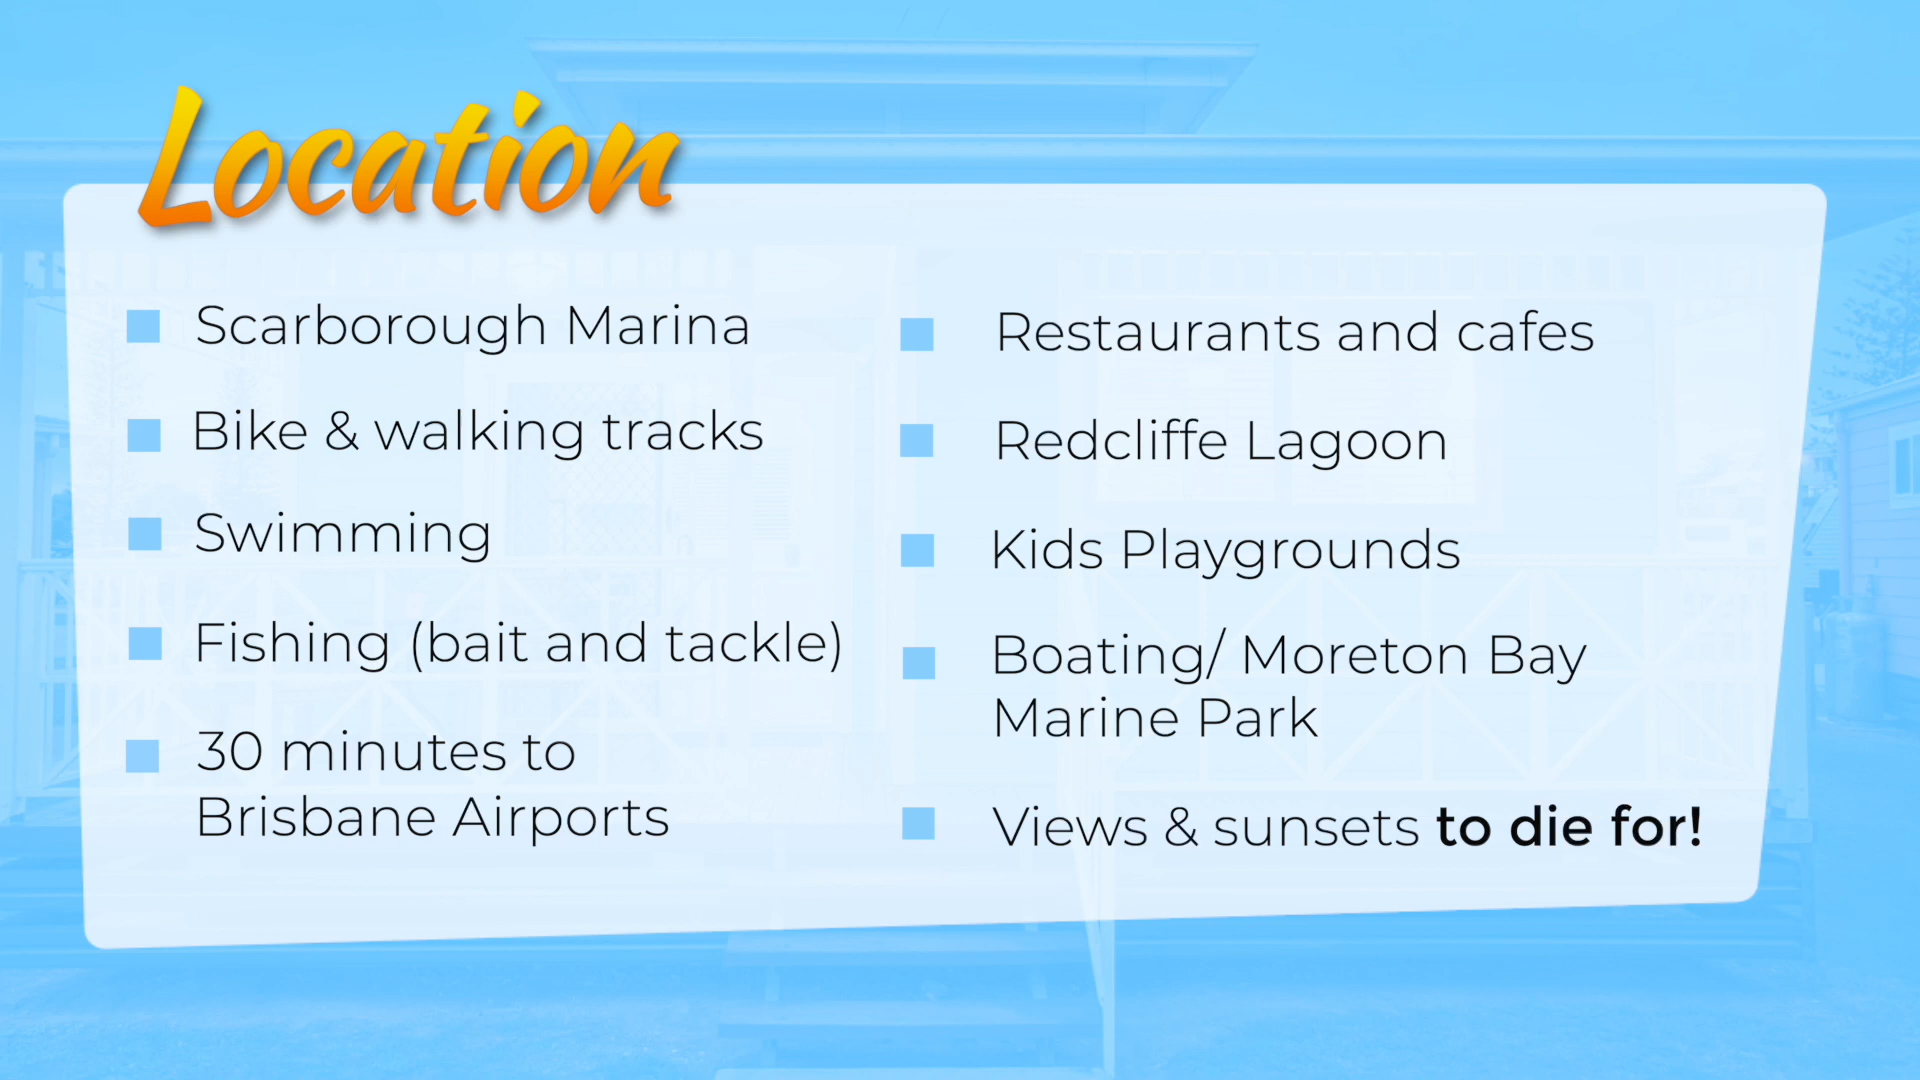 Location
Scarborough Marina
Bike & walking tracks
Swimming
Fishing (bait and tackle)
30 minutes to
Brisbane Airports
Restaurants and cafes
Redcliffe Lagoon
Kids Playgrounds
Boating/ Moreton Bay
Marine Park
Views & sunsets to die for!